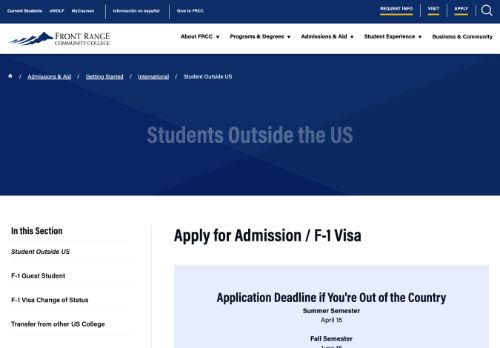 Current Students eWOLF MyCourses Información en español Give to FRCC REQUEST INFO VISIT APPLY
FRONT RANGE
COMMUNITY COLLEGE
About FRCC Programs & Degrees Admissions & Aid Student Experience Business & Community
/ Admissions & Aid / Getting Started / International / Student Outside US
Students Outside the US
In this Section
Student Outside US
F-1 Guest Student
F-1 Visa Change of Status
Transfer from other US College
Apply for Admission / F-1 Visa
Application Deadline if You're Out of the Country
Summer Semester
April 15
Fall Semester
June 15